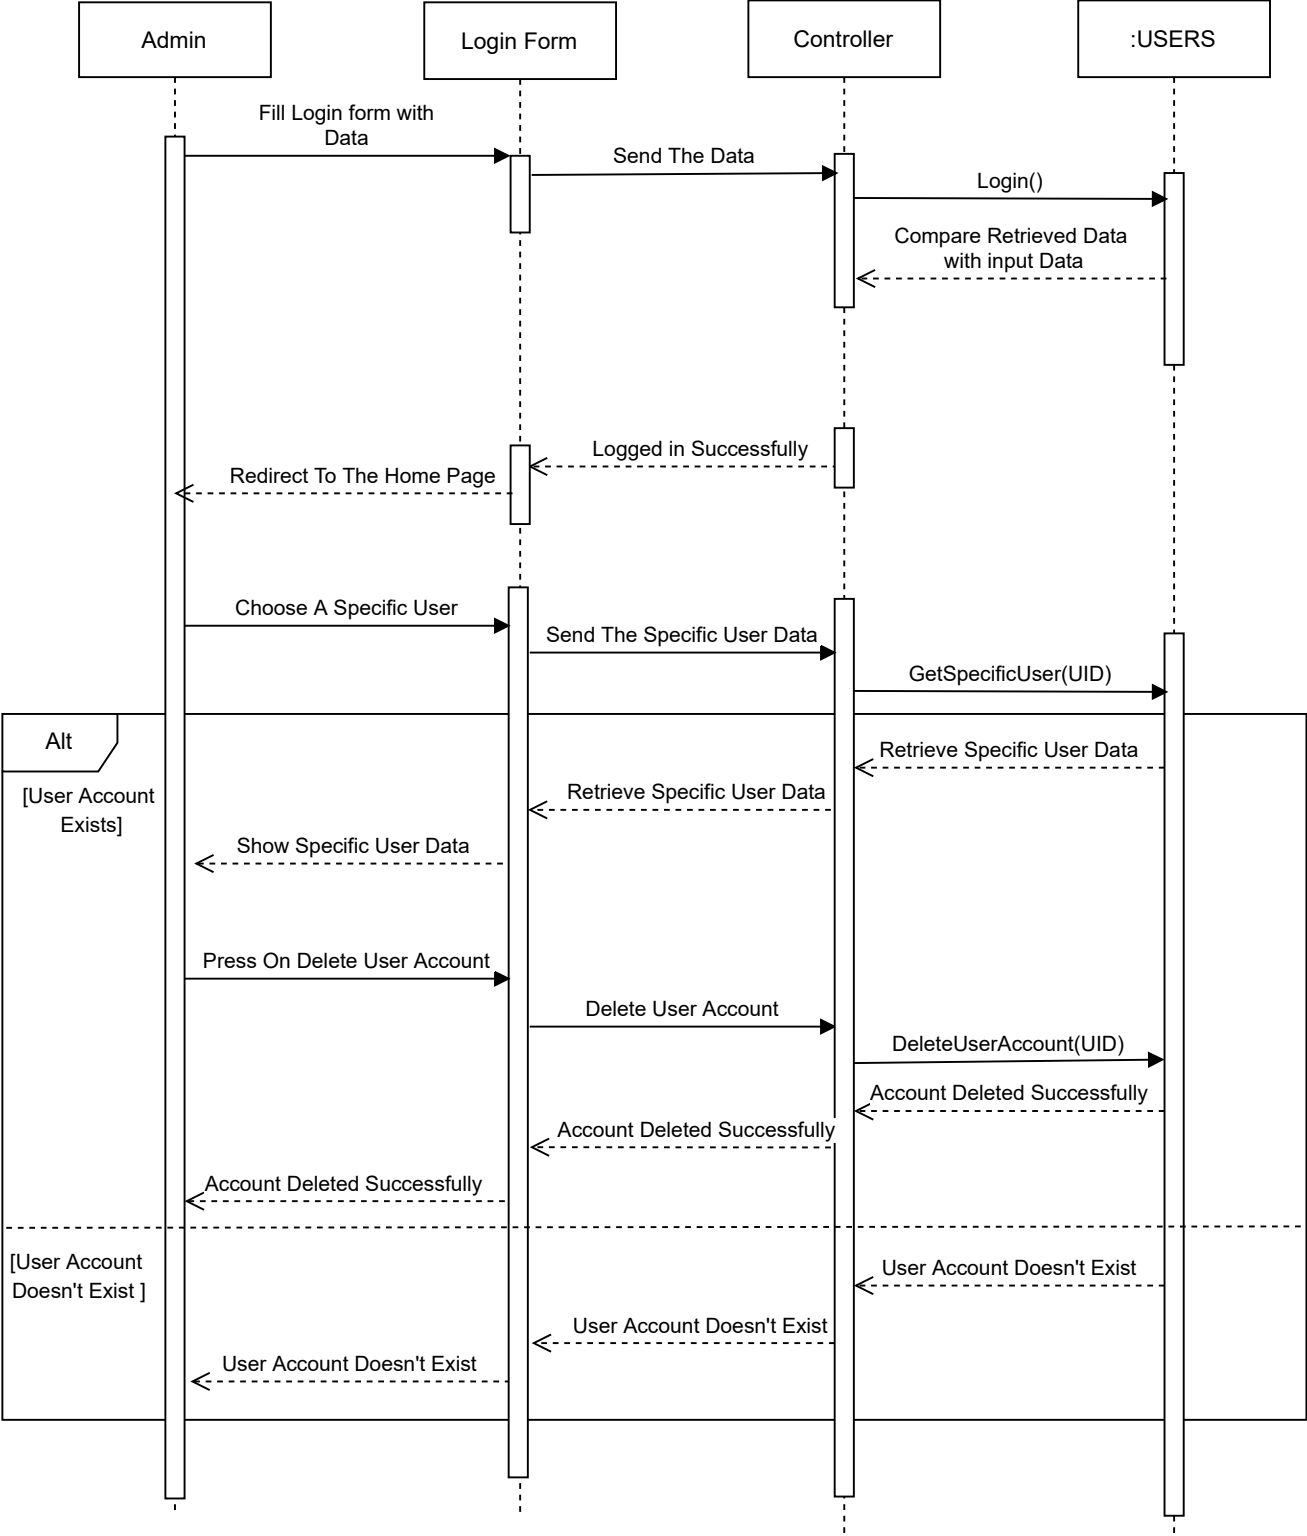 Admin
Login Form
Controller
:USERS
Fill Login form with
Data
Send The Data
Login()
Compare Retrieved Data
with input Data
Logged in Successfully
Redirect To The Home Page
Choose A Specific User
Send The Specific User Data
GetSpecificUser(UID)
Alt
[User Account
Exists]
Retrieve Specific User Data
Retrieve Specific User Data
Show Specific User Data
Press On Delete User Account
Delete User Account
DeleteUserAccount(UID)
Account Deleted Successfully
Account Deleted Successfully
Account Deleted Successfully
[User Account
Doesn't Exist ]
User Account Doesn't Exist
User Account Doesn't Exist
User Account Doesn't Exist